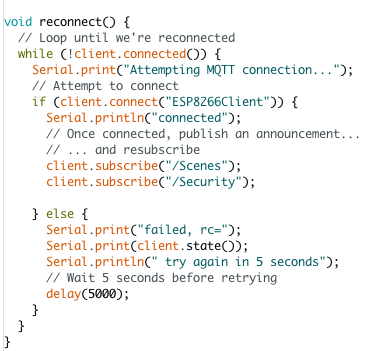 void reconnect() {
  // Loop until we're reconnected
  while (!client.connected()) {
    Serial.print("Attempting MQTT connection...");
    // Attempt to connect
    if (client.connect("ESP8266Client")) {
      Serial.println("connected");
      // Once connected, publish an announcement...
      // ... and resubscribe
      client.subscribe("/Scenes");
      client.subscribe("/Security");

    } else {
      Serial.print("failed, rc=");
      Serial.print(client.state());
      Serial.println(" try again in 5 seconds");
      // Wait 5 seconds before retrying
      delay(5000);
    }
  }
}